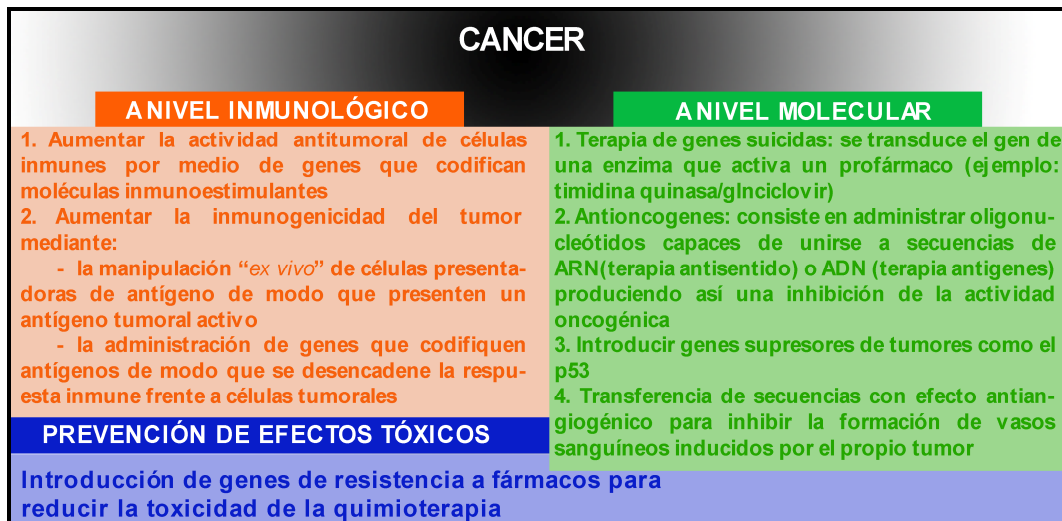 CANCER
A NIVEL INMUNOLÓGICO
1. Aumentar la actividad antitumoral de células
inmunes por medio de genes que codifican
moléculas inmunoestimulantes
2. Aumentar la inmunogenicidad del tumor
mediante:
- la manipulación “ex vivo” de células presenta-
doras de antígeno de modo que presenten un
antígeno tumoral activo
- la administración de genes que codifiquen
antígenos de modo que se desencadene la respu-
esta inmune frente a células tumorales
A NIVEL MOLECULAR
1. Terapia de genes suicidas: se transduce el gen de
una enzima que activa un profármaco (ejemplo:
timidina quinasa/glnciclovir)
2. Antioncogenes: consiste en administrar oligonu-
cleótidos capaces de unirse a secuencias de
ARN(terapia antisentido) o ADN (terapia antigenes)
produciendo así una inhibición de la actividad
oncogénica
3. Introducir genes supresores de tumores como el
p53
4. Transferencia de secuencias con efecto antian-
giogénico para inhibir la formación de vasos
sanguíneos inducidos por el propio tumor
PREVENCIÓN DE EFECTOS TÓXICOS
Introducción de genes de resistencia a fármacos para
reducir la toxicidad de la quimioterapia